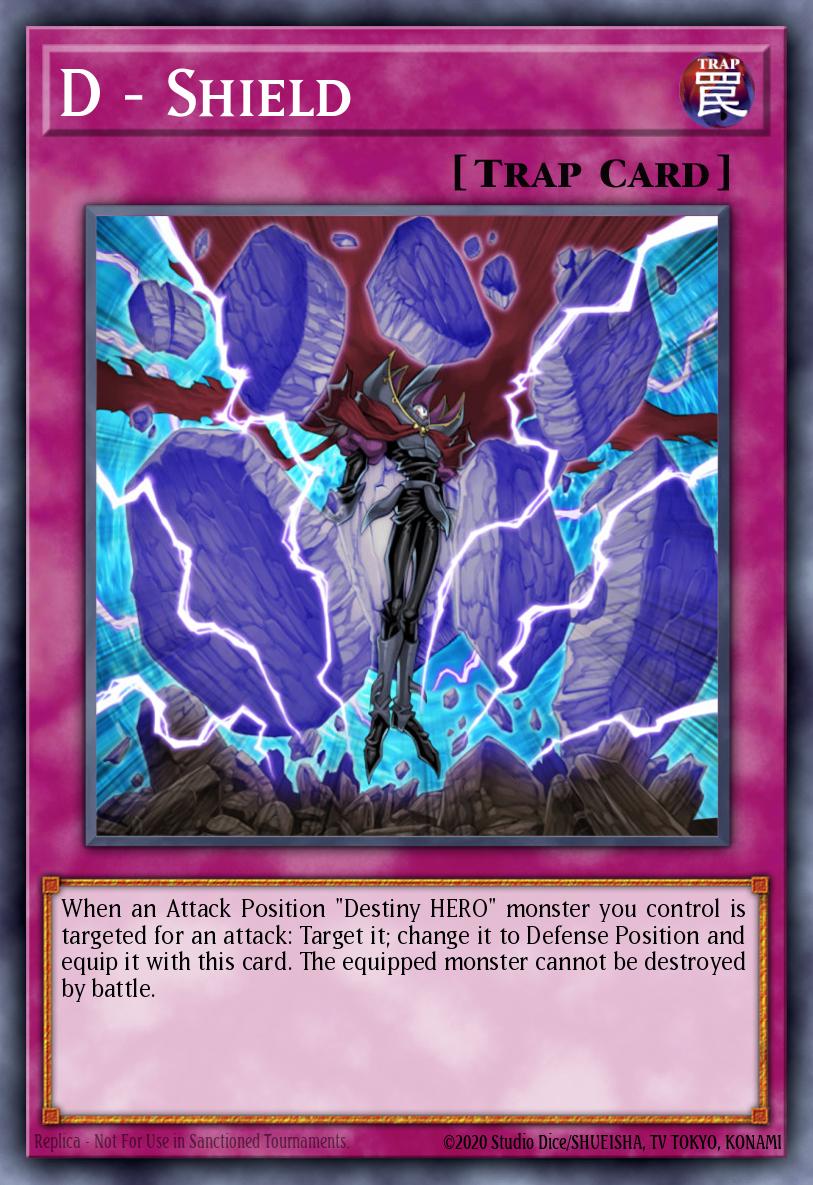 D - Shield
TRAP
罠
[Trap Card]
When an Attack Position "Destiny HERO" monster you control is
targeted for an attack: Target it; change it to Defense Position and
equip it with this card. The equipped monster cannot be destroyed
by battle.
Replica - Not For Use in Sanctioned Tournaments.
©2020 Studio Dice/SHUEISHA, TV TOKYO, KONAMI